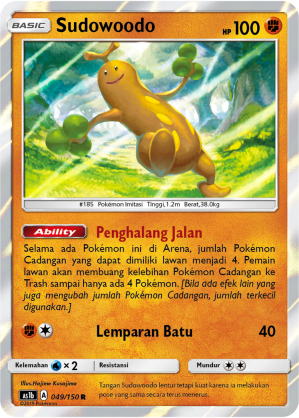 BASIC Sudowoodo HP 100
#185 Pokémon Imitasi Tinggi,1.2m Berat,38.0kg
Ability Penghalang Jalan
Selama ada Pokémon ini di Arena, jumlah Pokémon
Cadangan yang dapat dimiliki lawan menjadi 4. Pemain
lawan akan membuang kelebihan Pokémon Cadangan ke
Trash sampai hanya ada 4 Pokémon. [Bila ada efek lain yang
juga mengubah jumlah Pokémon Cadangan, jumlah terkecil
digunakan.]
Lemparan Batu 40
Kelemahan × 2 Resistansi Mundur
Illus.Hajime Kusajima
as1b A 049/150 R
©2019 Pokémon
Tangan Sudowoodo lentur tetapi kuat karena ia melakukan
pose yang sama secara terus menerus.